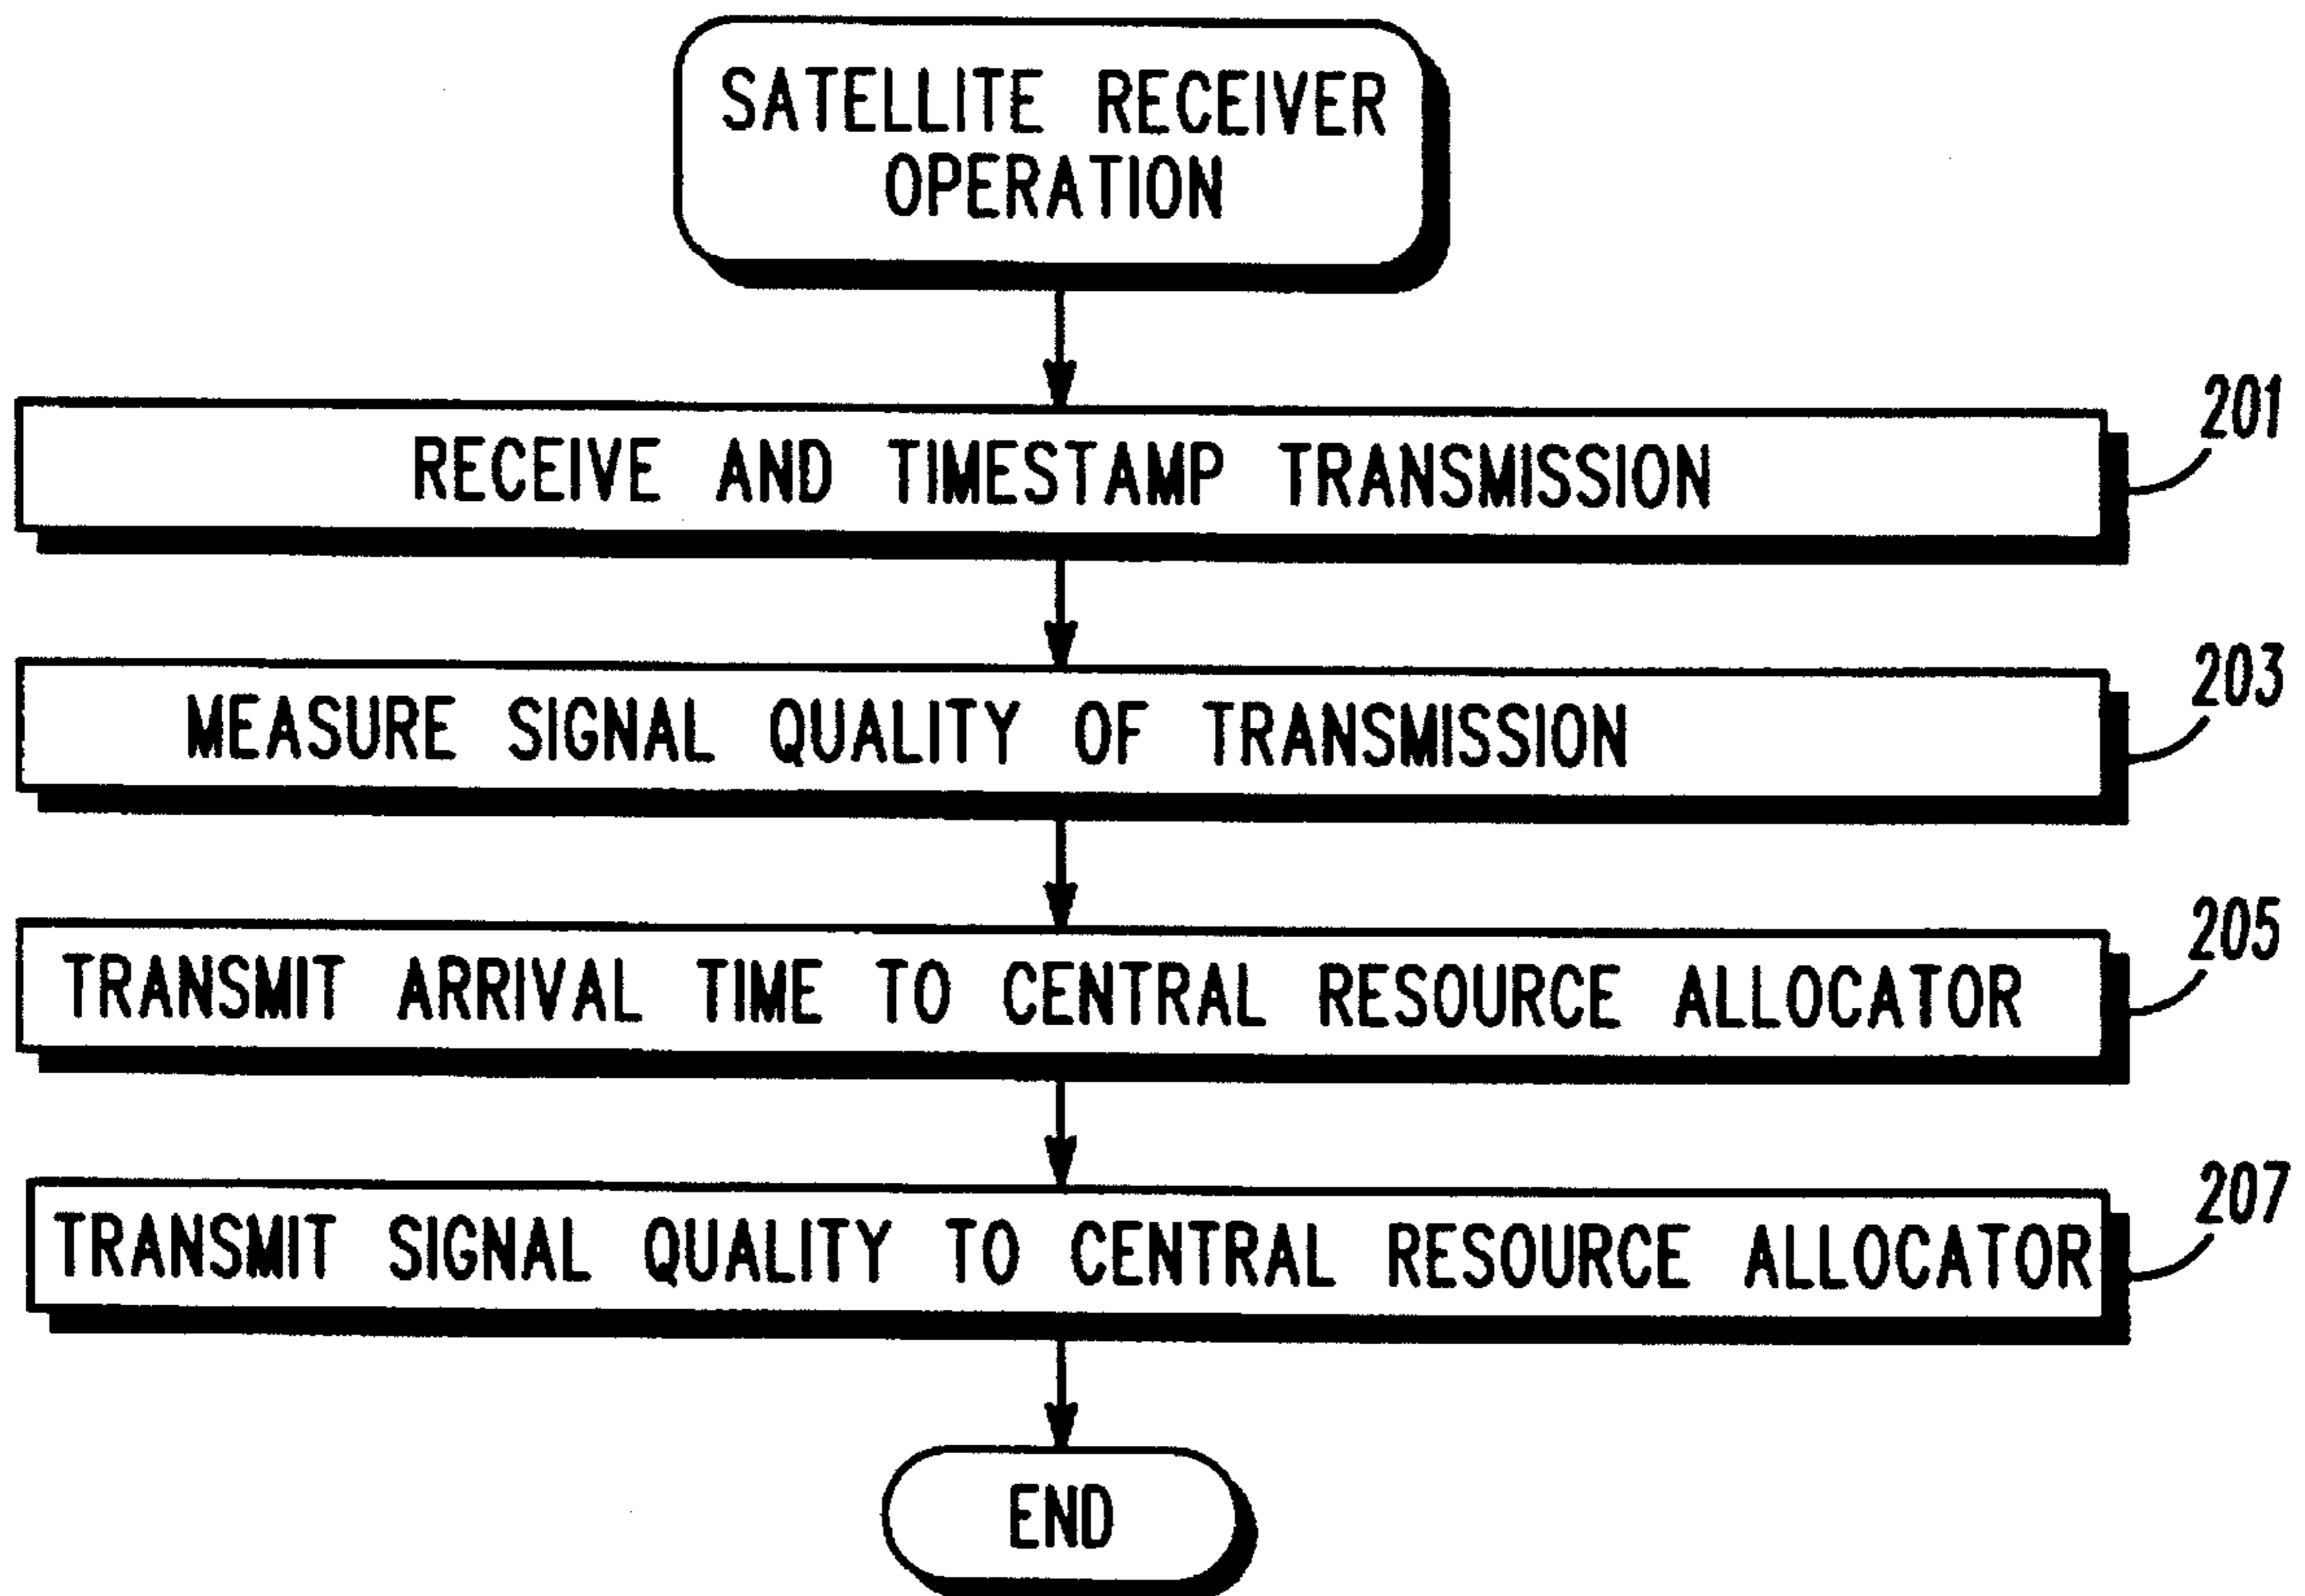 SATELLITE RECEIVER
OPERATION
RECEIVE AND TIMESTAMP TRANSMISSION
201
MEASURE SIGNAL QUALITY OF TRANSMISSION
203
TRANSMIT ARRIVAL TIME TO CENTRAL RESOURCE ALLOCATOR
205
TRANSMIT SIGNAL QUALITY TO CENTRAL RESOURCE ALLOCATOR
207
END